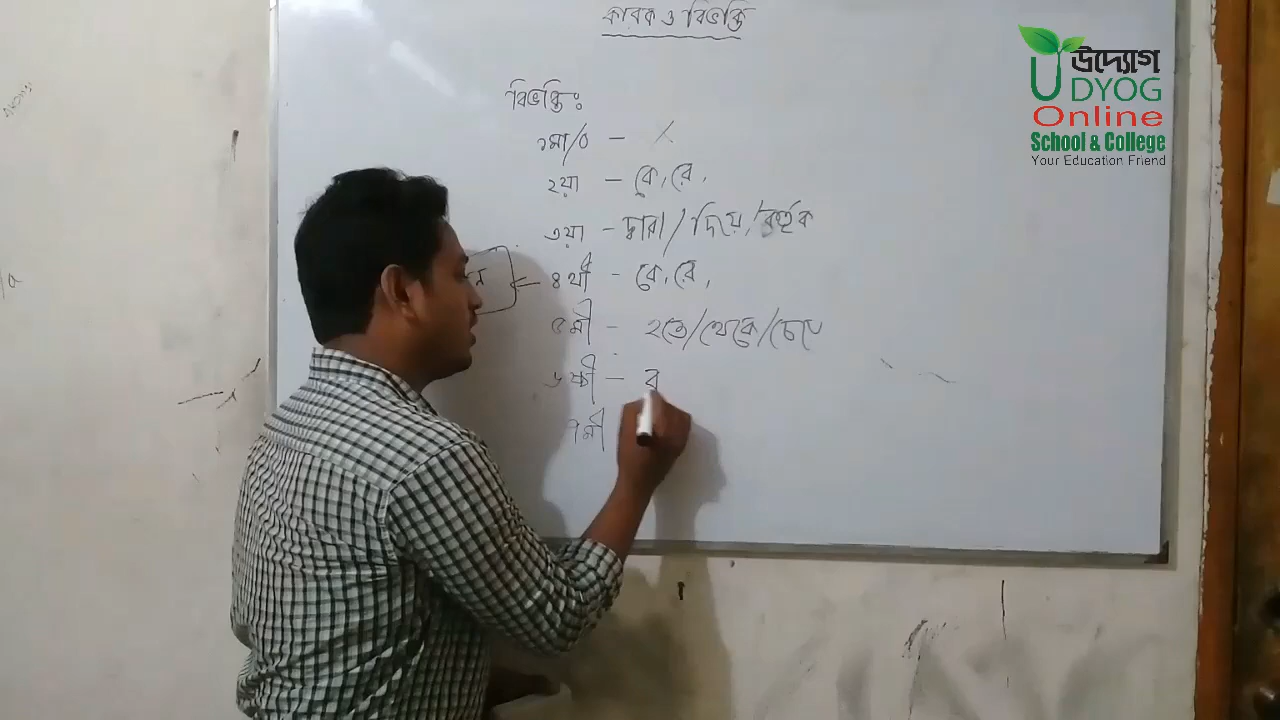 কারক ও বিভক্তি
বিভক্তিঃ
১মা/০ – X
২য়া – কে, রে,
৩য়া – দ্বারা/দিয়ে/কর্তৃক
৪র্থী – কে, রে,
৫মী – হতে/থেকে/চেয়ে
৬ষ্ঠী – র
৭মী
উদ্যোগ
UDYOG
Online
School & College
Your Education Friend